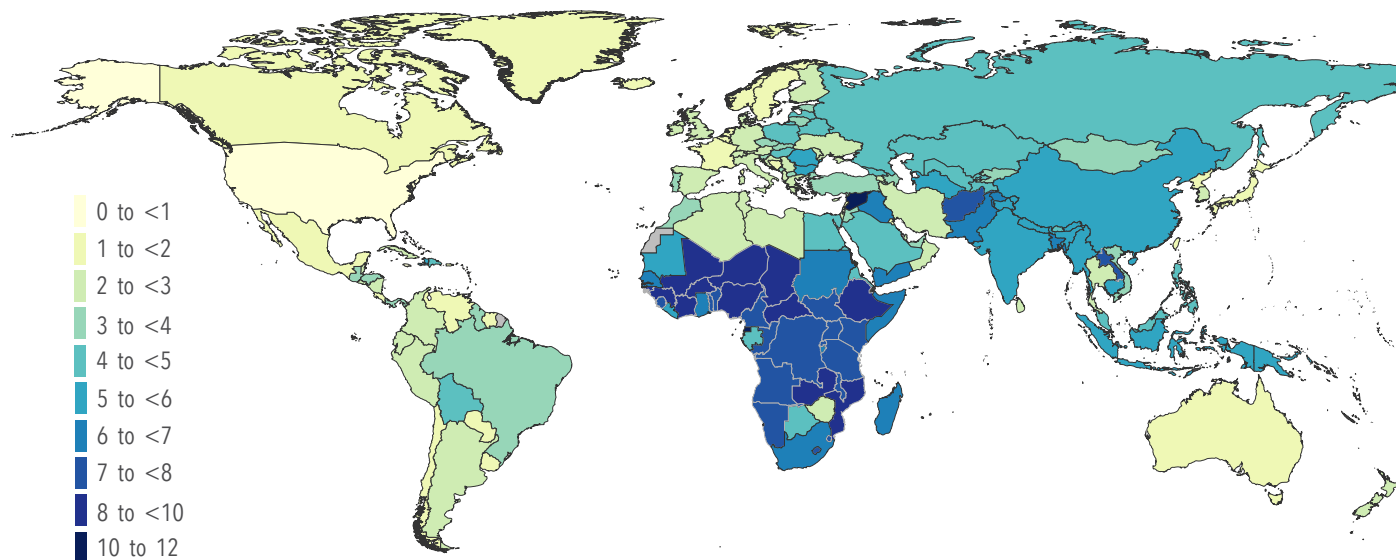 0 to <1
1 to <2
2 to <3
3 to <4
4 to <5
5 to <6
6 to <7
7 to <8
8 to <10
10 to 12